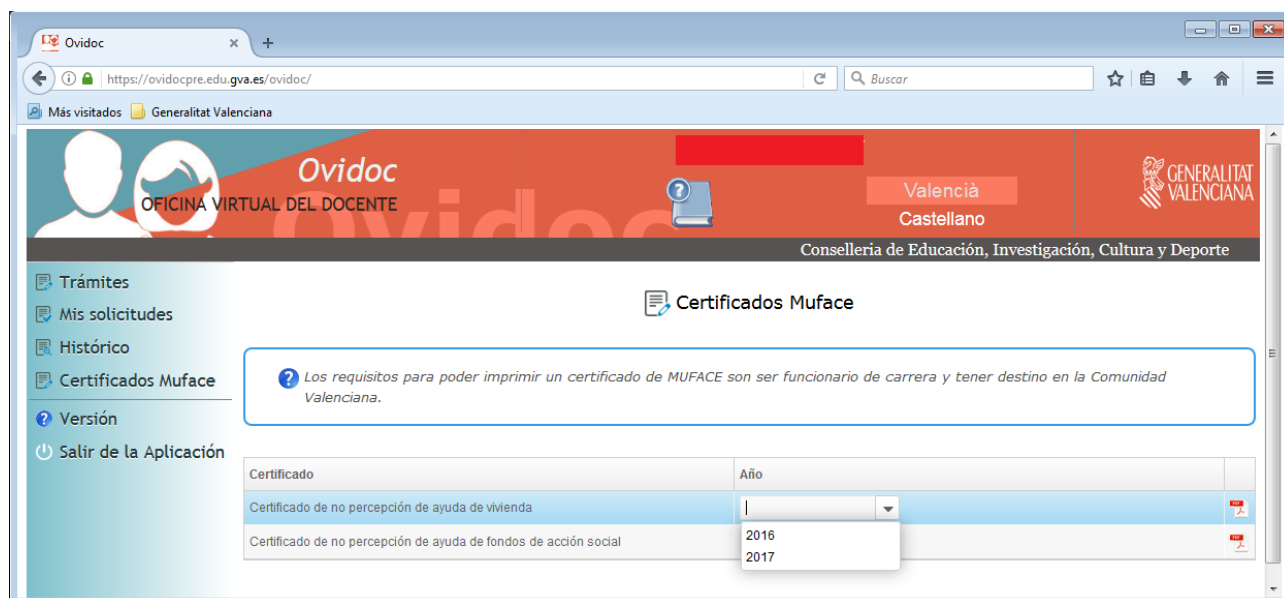 Ovidoc
https://ovidocpre.edu.gva.es/ovidoc/
Buscar
Más visitados
Generalitat Valenciana
Ovidoc
OFICINA VIRTUAL DEL DOCENTE
Ovidoc
Valencià
Castellano
GENERALITAT
VALENCIANA
Conselleria de Educación, Investigación, Cultura y Deporte
Trámites
Mis solicitudes
Histórico
Certificados Muface
Versión
Salir de la Aplicación
Certificados Muface
Los requisitos para poder imprimir un certificado de MUFACE son ser funcionario de carrera y tener destino en la Comunidad
Valenciana.
Certificado Año
Certificado de no percepción de ayuda de vivienda
2016
2017
Certificado de no percepción de ayuda de fondos de acción social